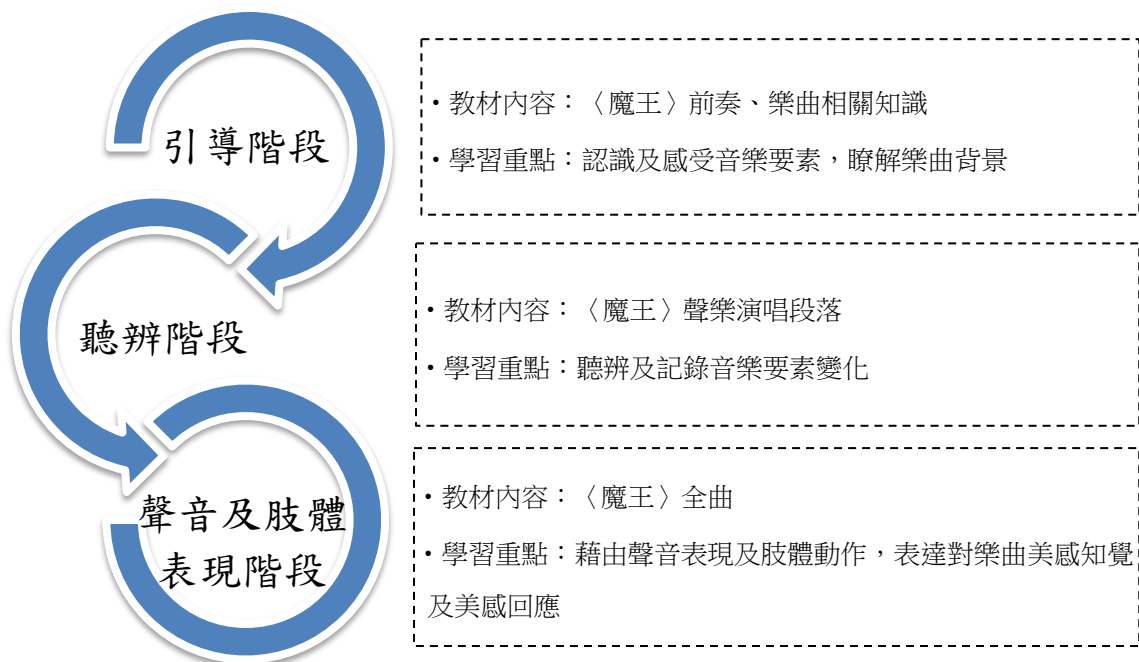 引導階段
•教材內容：〈魔王〉前奏、樂曲相關知識
•學習重點：認識及感受音樂要素，瞭解樂曲背景
聽辨階段
•教材內容：〈魔王〉聲樂演唱段落
•學習重點：聽辨及記錄音樂要素變化
聲音及肢體
表現階段
•教材內容：〈魔王〉全曲
•學習重點：藉由聲音表現及肢體動作，表達對樂曲美感知覺
及美感回應